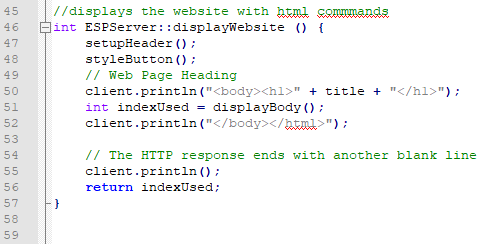 45 //displays the website with html commmands
46 int ESPServer::displayWebsite () {
47 setupHeader();
48 styleButton();
49 // Web Page Heading
50 client.println("<body><h1>" + title + "</h1>");
51 int indexUsed = displayBody();
52 client.println("</body></html>");
53
54 // The HTTP response ends with another blank line
55 client.println();
56 return indexUsed;
57 }
58
59